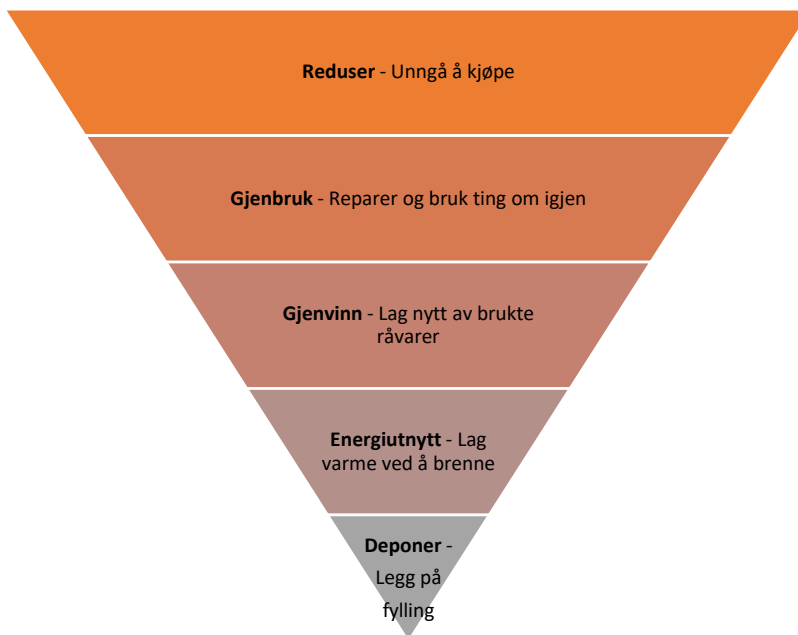 Reduser - Unngå å kjøpe
Gjenbruk - Reparer og bruk ting om igjen
Gjenvinn - Lag nytt av brukte
råvarer
Energiutnytt - Lag
varme ved å brenne
Deponer -
Legg på
fylling